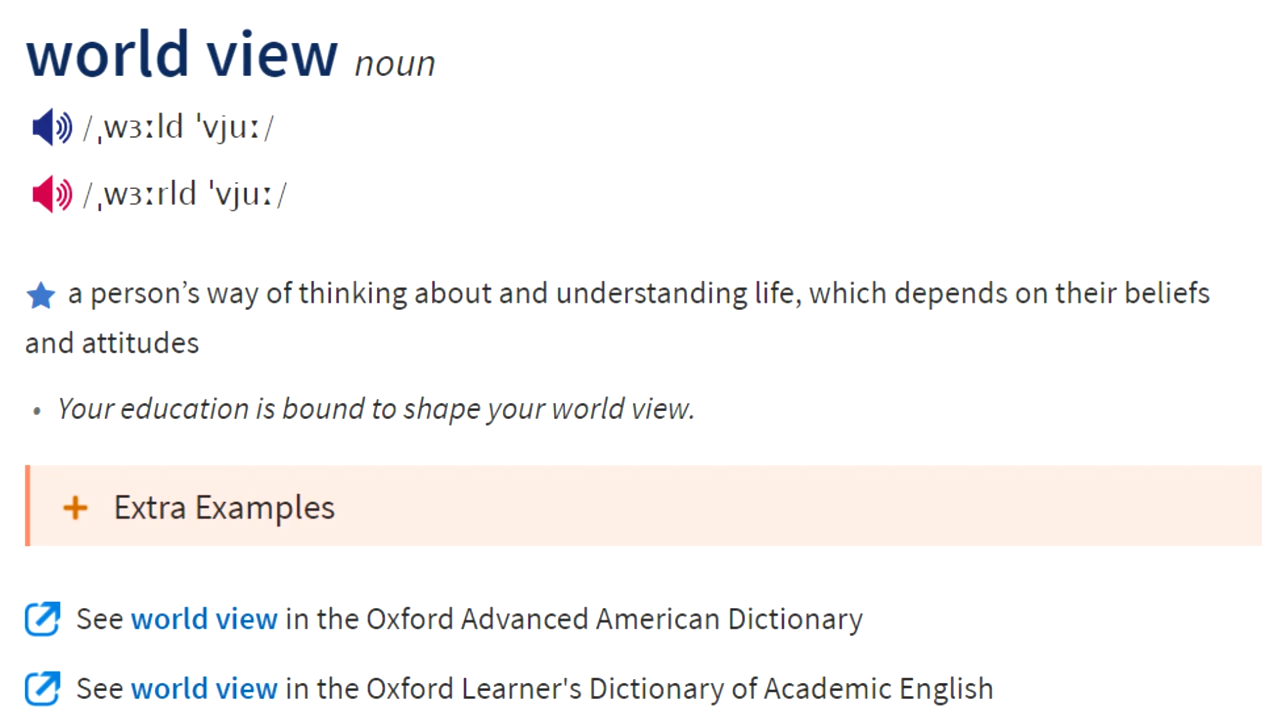 world view noun
/ˌwɜːld ˈvjuː/
/ˌwɜːrld ˈvjuː/
a person’s way of thinking about and understanding life, which depends on their beliefs
and attitudes
• Your education is bound to shape your world view.
+ Extra Examples
See world view in the Oxford Advanced American Dictionary
See world view in the Oxford Learner's Dictionary of Academic English